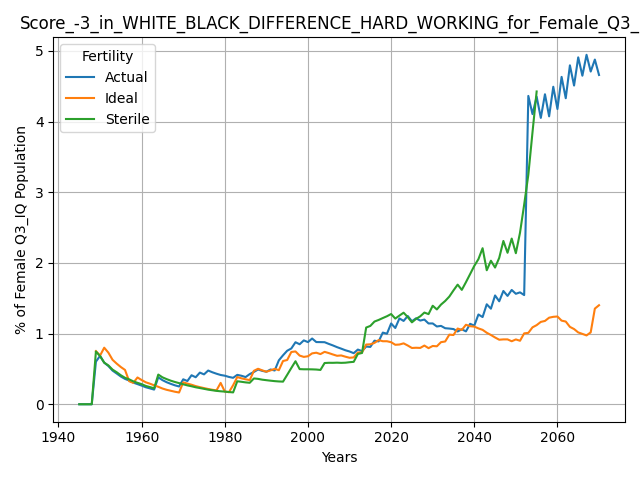 Score_-3_in_WHITE_BLACK_DIFFERENCE_HARD_WORKING_for_Female_Q3_
Fertility
Actual
Ideal
Sterile
% of Female Q3_IQ Population
5
4
3
2
1
0
1940 1960 1980 2000 2020 2040 2060
Years